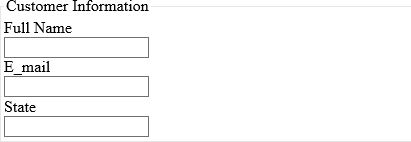 Customer Information
Full Name
E_mail
State